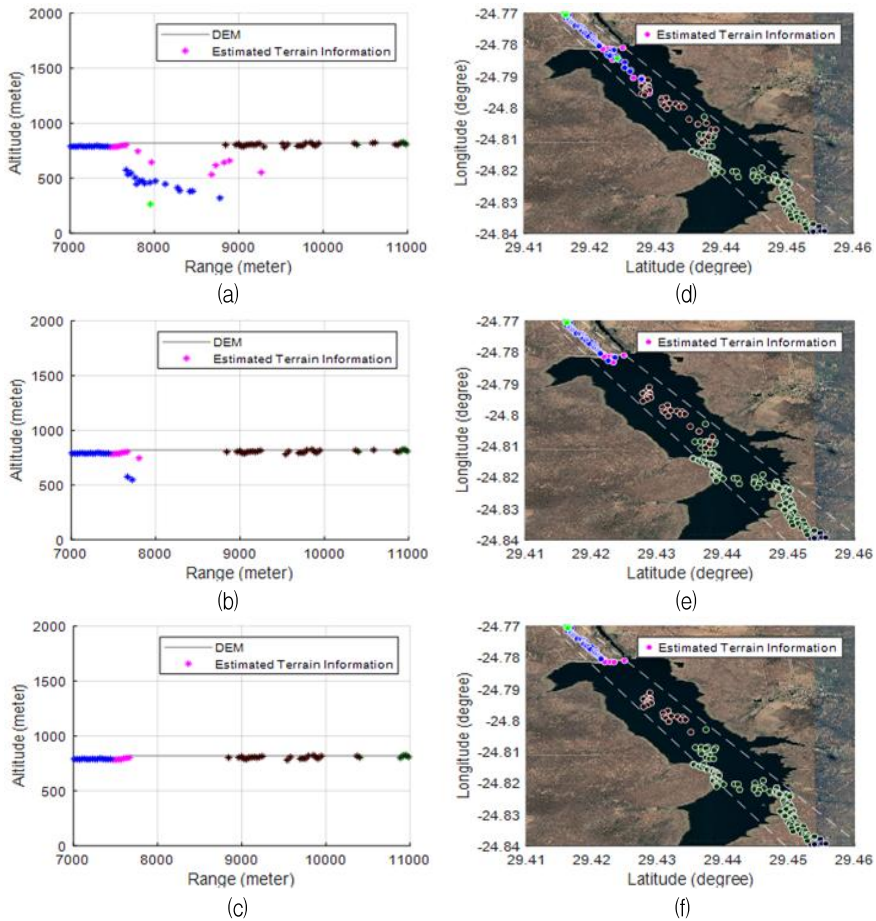 2000
1500
1000
500
0
Altitude (meter)
DEM
Estimated Terrain Information
7000 8000 9000 10000 11000
Range (meter)
(a)
-24.77
-24.78
-24.79
-24.8
-24.81
-24.82
-24.83
-24.84
Longitude (degree)
Estimated Terrain Information
29.41 29.42 29.43 29.44 29.45 29.46
Latitude (degree)
(d)
2000
1500
1000
500
0
Altitude (meter)
DEM
Estimated Terrain Information
7000 8000 9000 10000 11000
Range (meter)
(b)
-24.77
-24.78
-24.79
-24.8
-24.81
-24.82
-24.83
-24.84
Longitude (degree)
Estimated Terrain Information
29.41 29.42 29.43 29.44 29.45 29.46
Latitude (degree)
(e)
2000
1500
1000
500
0
Altitude (meter)
DEM
Estimated Terrain Information
7000 8000 9000 10000 11000
Range (meter)
(c)
-24.77
-24.78
-24.79
-24.8
-24.81
-24.82
-24.83
-24.84
Longitude (degree)
Estimated Terrain Information
29.41 29.42 29.43 29.44 29.45 29.46
Latitude (degree)
(f)